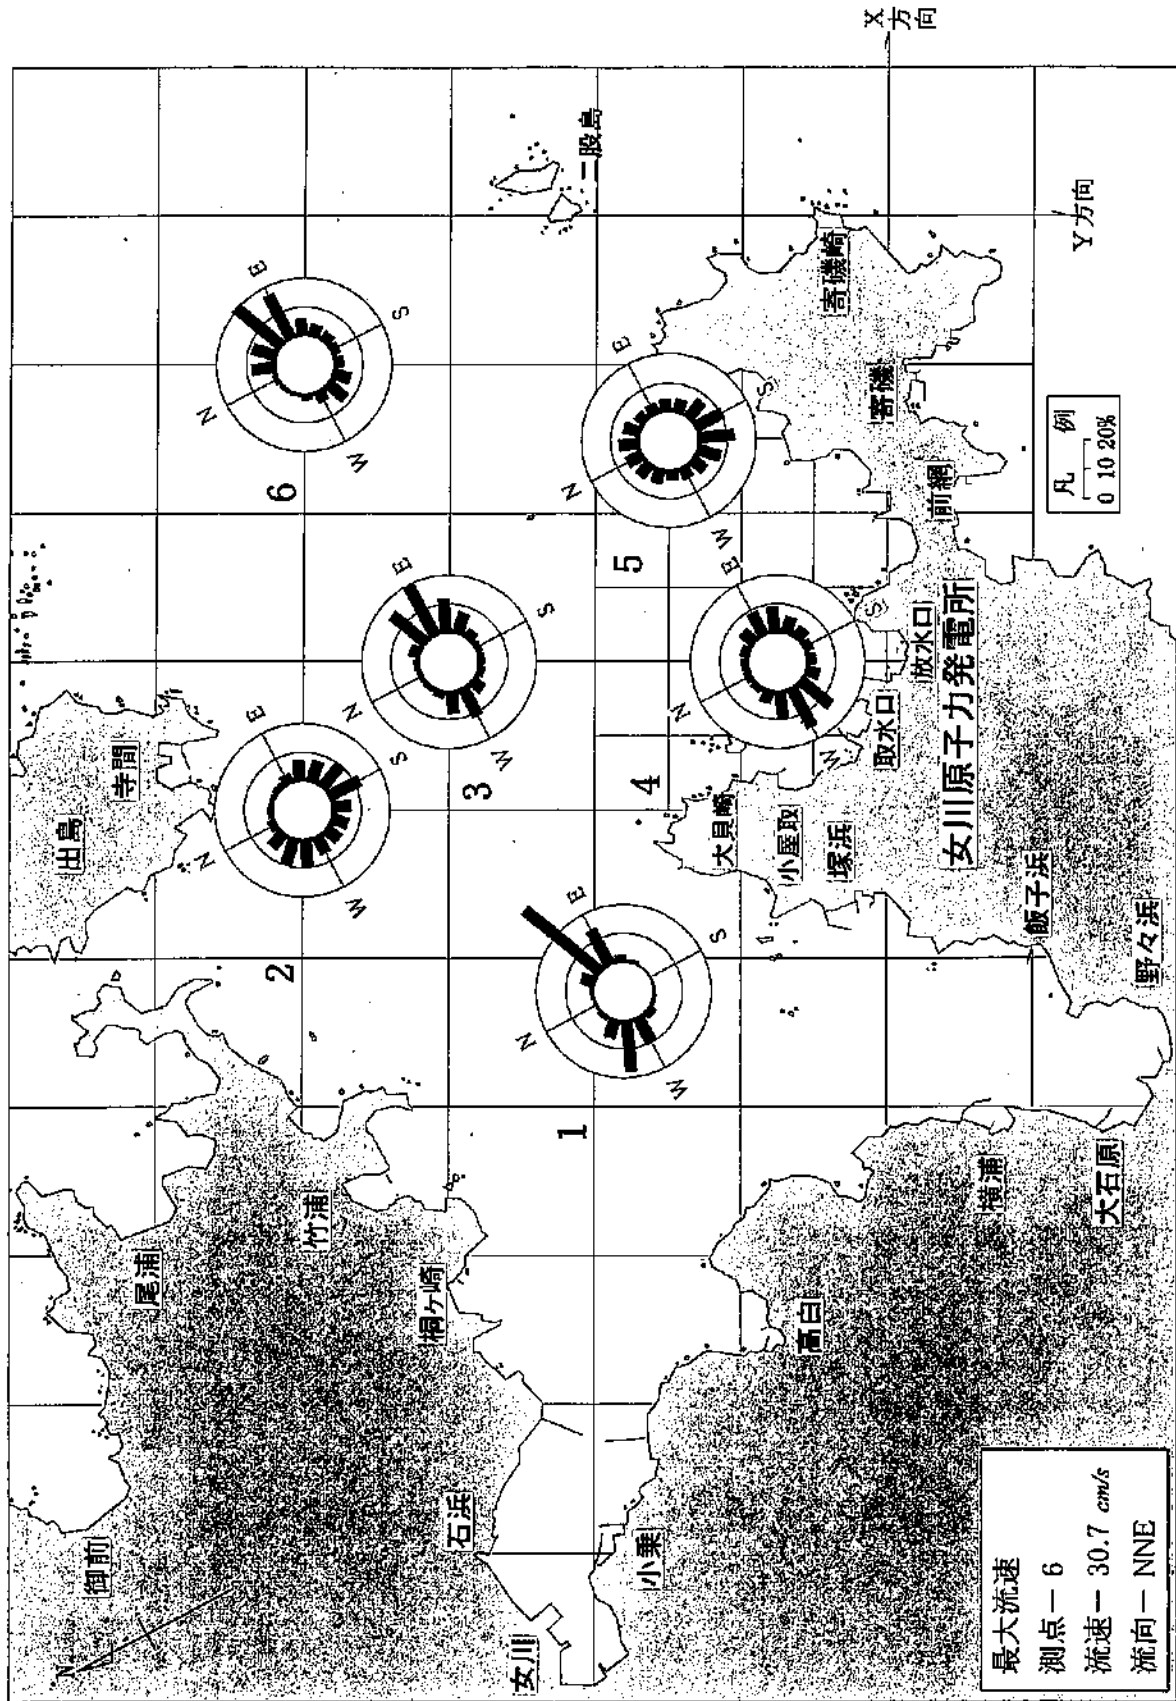 X方向
Y方向
出島
寺間
二股島
寄磯崎
寄磯
前網
放水口
女川原子力発電所
取水口
大貝崎
小屋取
塚浜
飯子浜
野々浜
大石原
横浦
高白
小乗
女川
石浜
桐ヶ崎
竹浦
尾浦
御前
N
1
N
E
S
W
2
N
E
S
W
3
N
E
S
W
4
N
E
S
W
5
N
E
S
W
6
N
E
S
W
凡 例
0 10 20%
最大流速
測点－6
流速－30.7 cm/s
流向－NNE